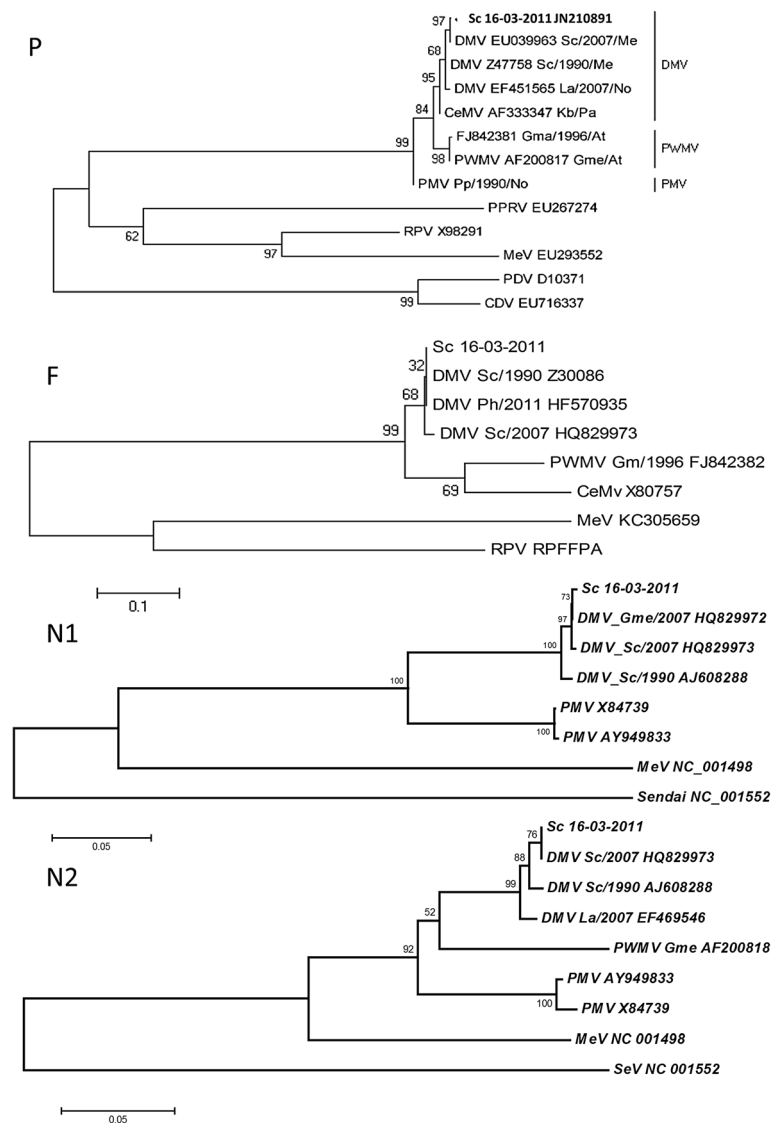 P
97
Sc 16-03-2011 JN210891
DMV EU039963 Sc/2007/Me
68
DMV Z47758 Sc/1990/Me
DMV
95
DMV EF451565 La/2007/No
84
CeMV AF333347 Kb/Pa
FJ842381 Gma/1996/At
99
98
PWMV AF200817 Gme/At
PWMV
PMV Pp/1990/No
PMV
PPRV EU267274
62
RPV X98291
97
MeV EU293552
PDV D10371
99
CDV EU716337
F
Sc 16-03-2011
32
DMV Sc/1990 Z30086
68
DMV Ph/2011 HF570935
99
DMV Sc/2007 HQ829973
PWMV Gm/1996 FJ842382
69
CeMv X80757
MeV KC305659
RPV RPFFPA
0.1
N1
Sc 16-03-2011
73
DMV_Gme/2007 HQ829972
97
DMV_Sc/2007 HQ829973
100
DMV_Sc/1990 AJ608288
100
PMV X84739
100
PMV AY949833
MeV NC_001498
Sendai NC_001552
0.05
N2
Sc 16-03-2011
76
DMV Sc/2007 HQ829973
88
DMV Sc/1990 AJ608288
99
DMV La/2007 EF469546
52
PWMV Gme AF200818
92
PMV AY949833
100
PMV X84739
MeV NC 001498
SeV NC 001552
0.05